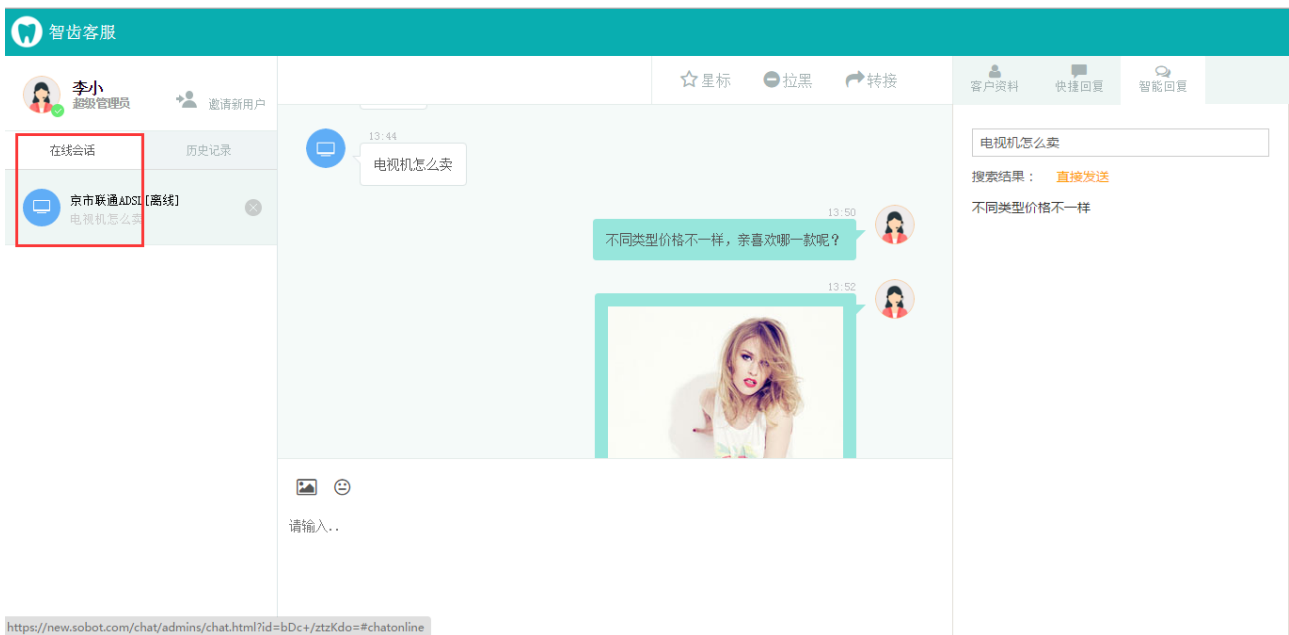 智齿客服
李小
超级管理员
邀请新用户
星标
拉黑
转接
客户资料
快捷回复
智能回复
在线会话
历史记录
京市联通ADSL[离线]
电视机怎么卖
13:44
电视机怎么卖
13:50
不同类型价格不一样，亲喜欢哪一款呢？
13:52
请输入..
电视机怎么卖
搜索结果： 直接发送
不同类型价格不一样
https://new.sobot.com/chat/admins/chat.html?id=bDc+/ztzKdo=#chatonline